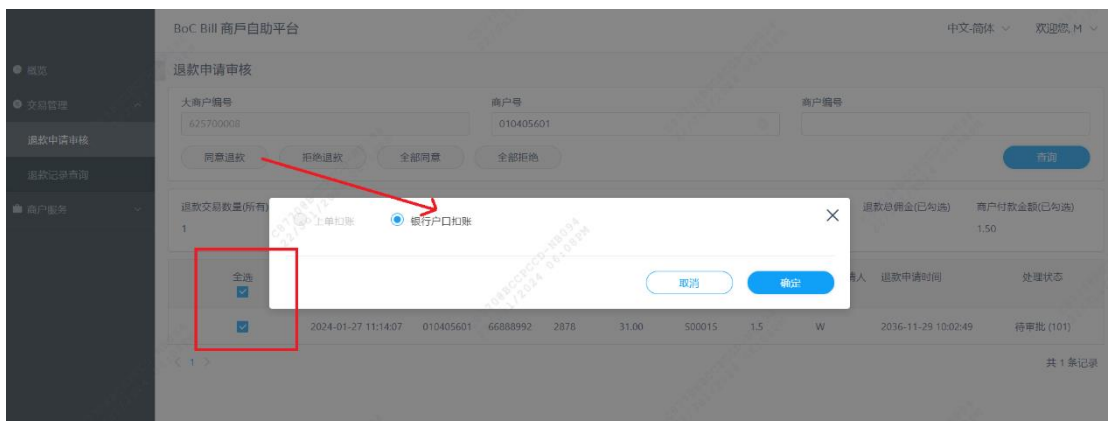 BoC Bill 商戶自助平台
中文-简体
欢迎您, M
概览
交易管理
退款申请审核
退款记录查询
商户服务
退款申请审核
大商户编号
商户号
商户编号
625700008
010405601
同意退款
拒绝退款
全部同意
全部拒绝
查询
退款交易数量(所有)
退款总佣金(已勾选)
商户付款金额(已勾选)
1
1.50
上单扣账
银行户口扣账
取消
确定
全选
退款申请时间
处理状态
2024-01-27 11:14:07
010405601
66888992
2878
31.00
S00015
1.5
W
2036-11-29 10:02:49
待审批 (101)
< 1 >
共 1 条记录